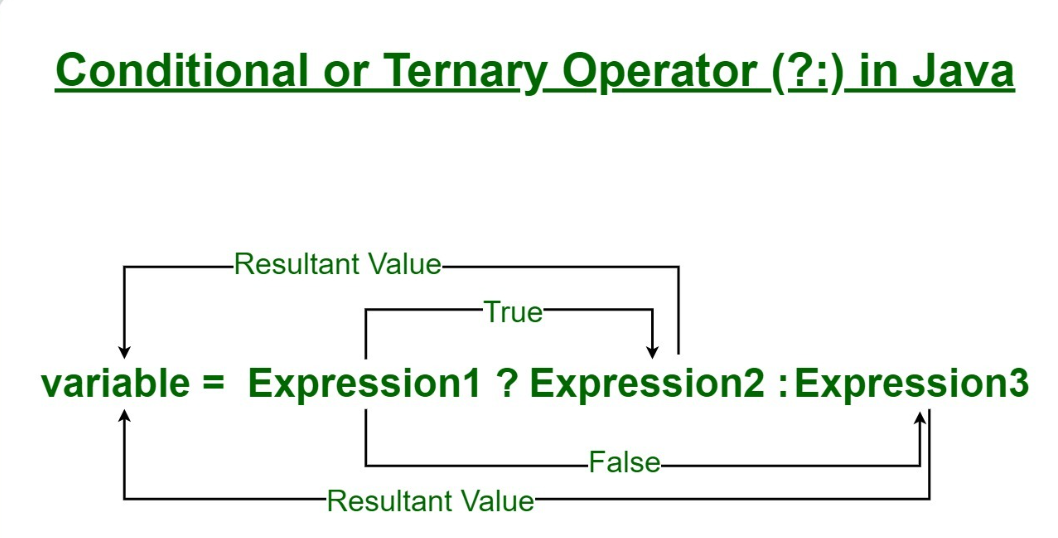 Conditional or Ternary Operator (?:) in Java
Resultant Value
True
variable = Expression1 ? Expression2 : Expression3
False
Resultant Value